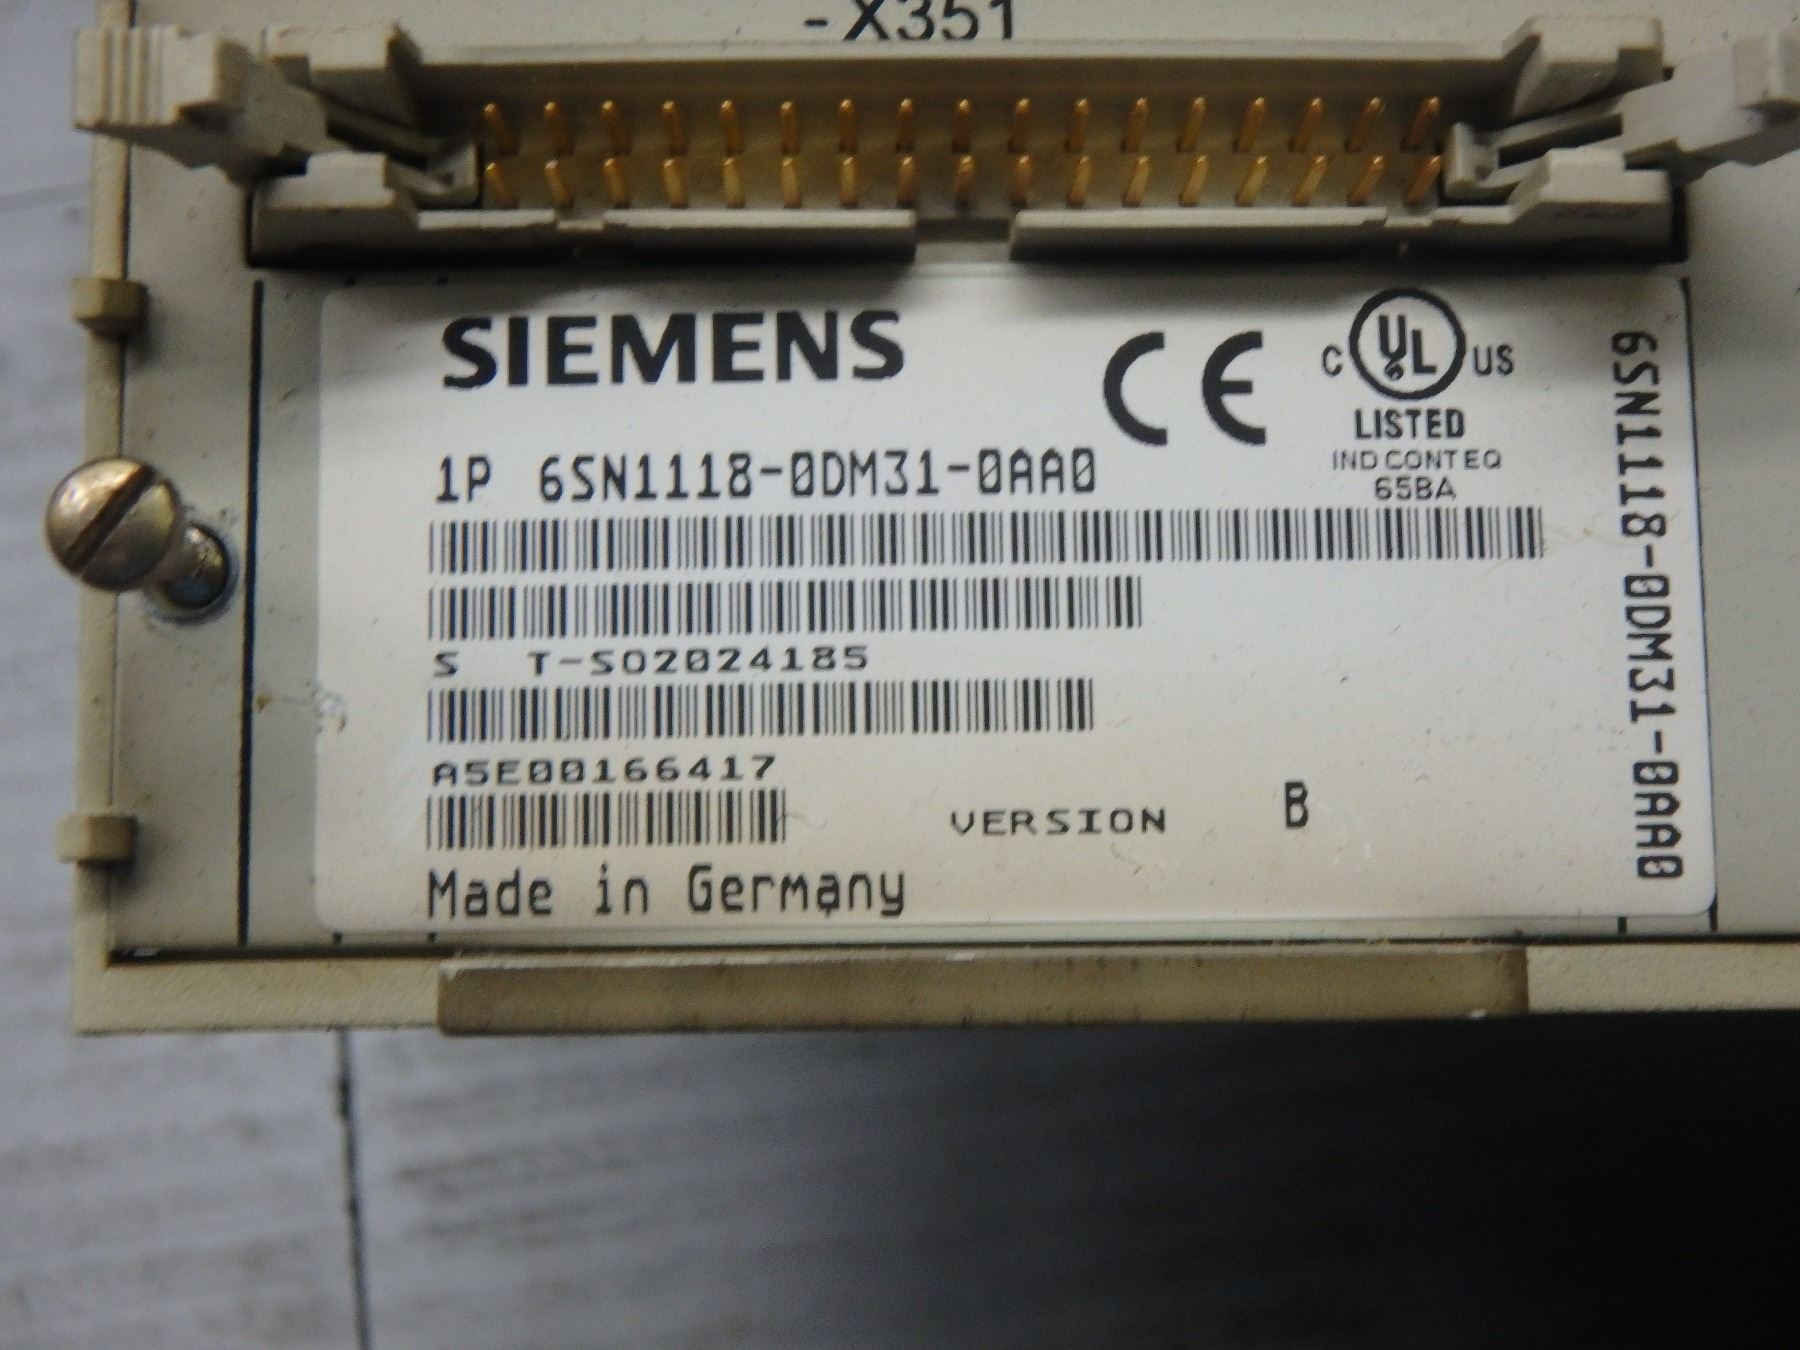 -X351
SIEMENS
CE
C UL US
LISTED
IND CONT EQ
65BA
1P 6SN1118-0DM31-0AA0
S T-S02024185
A5E00166417
VERSION B
Made in Germany
6SN1118-0DM31-0AA0